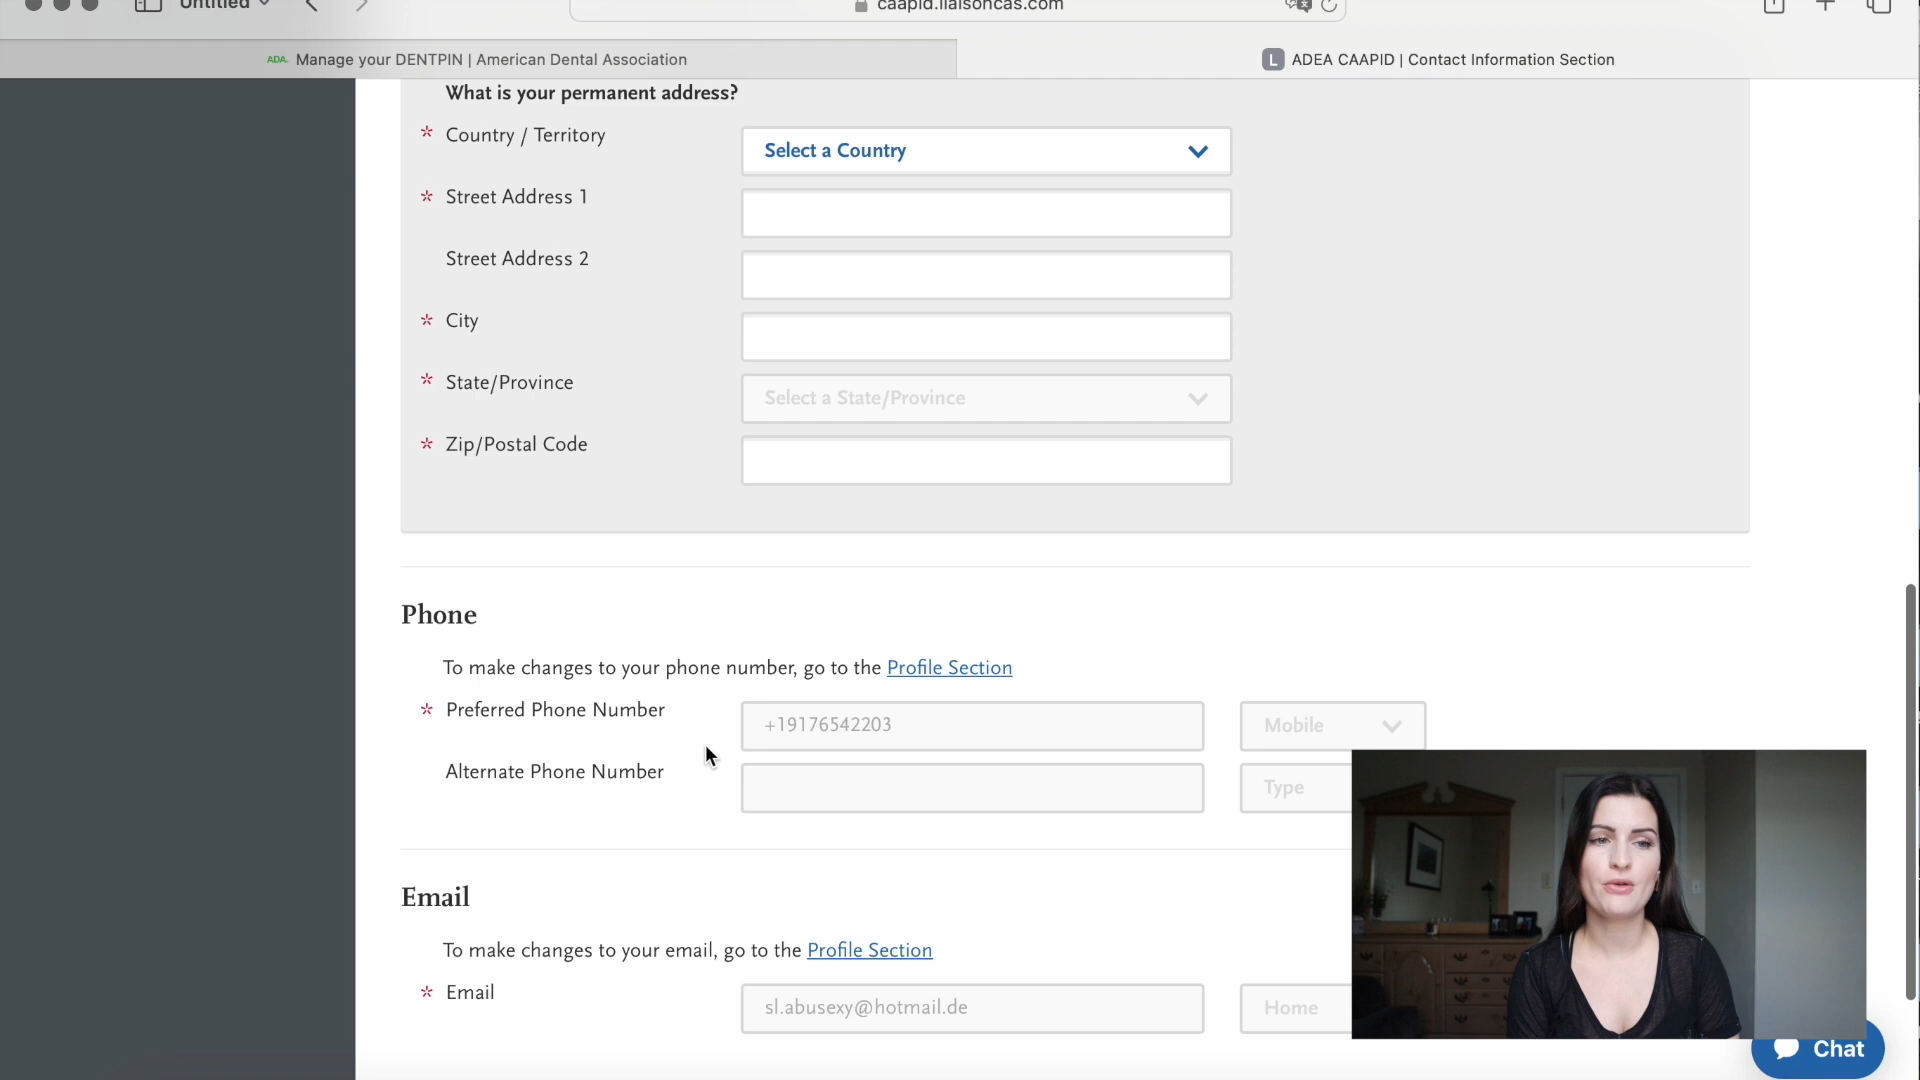 Untitled
caapid.liaisoncas.com
ADA. Manage your DENTPIN | American Dental Association
L ADEA CAAPID | Contact Information Section
What is your permanent address?
* Country / Territory
Select a Country
* Street Address 1
Street Address 2
* City
* State/Province
Select a State/Province
* Zip/Postal Code
Phone
To make changes to your phone number, go to the Profile Section
* Preferred Phone Number
+19176542203
Mobile
Alternate Phone Number
Type
Email
To make changes to your email, go to the Profile Section
* Email
sl.abusexy@hotmail.de
Home
Chat